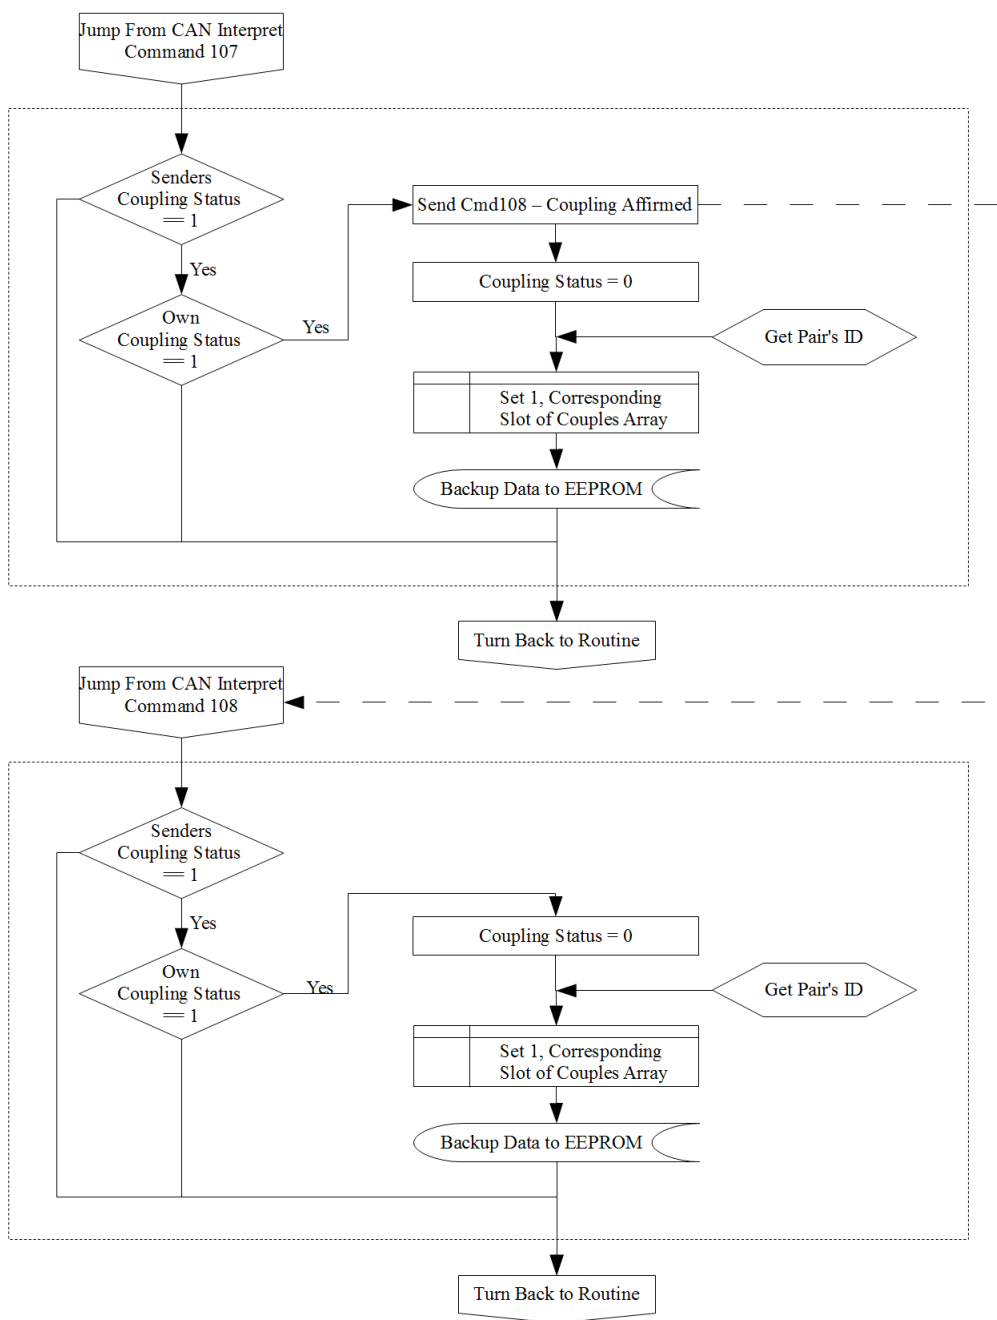 Jump From CAN Interpret
Command 107
Senders
Coupling Status
== 1
Yes
Own
Coupling Status
== 1
Yes
Send Cmd108 – Coupling Affirmed
Coupling Status = 0
Get Pair's ID
Set 1, Corresponding
Slot of Couples Array
Backup Data to EEPROM
Turn Back to Routine
Jump From CAN Interpret
Command 108
Senders
Coupling Status
== 1
Yes
Own
Coupling Status
== 1
Yes
Coupling Status = 0
Get Pair's ID
Set 1, Corresponding
Slot of Couples Array
Backup Data to EEPROM
Turn Back to Routine